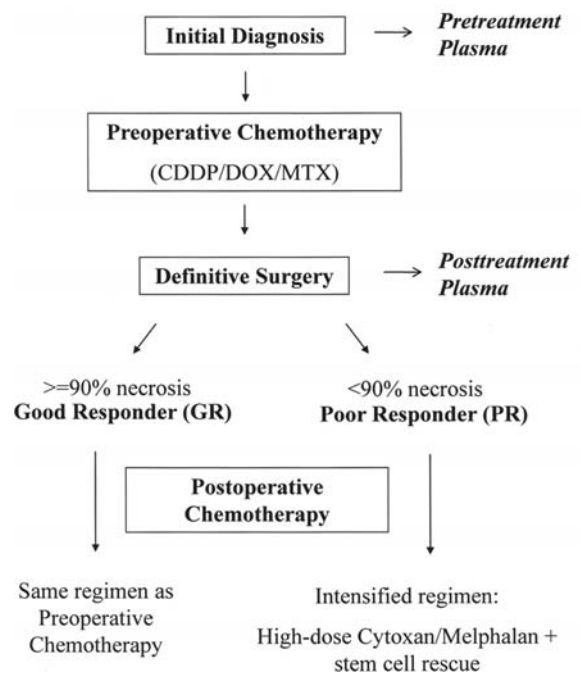 Initial Diagnosis
Pretreatment
Plasma
Preoperative Chemotherapy
(CDDP/DOX/MTX)
Definitive Surgery
Posttreatment
Plasma
>=90% necrosis
Good Responder (GR)
<90% necrosis
Poor Responder (PR)
Postoperative
Chemotherapy
Same regimen as
Preoperative
Chemotherapy
Intensified regimen:
High-dose Cytoxan/Melphalan +
stem cell rescue